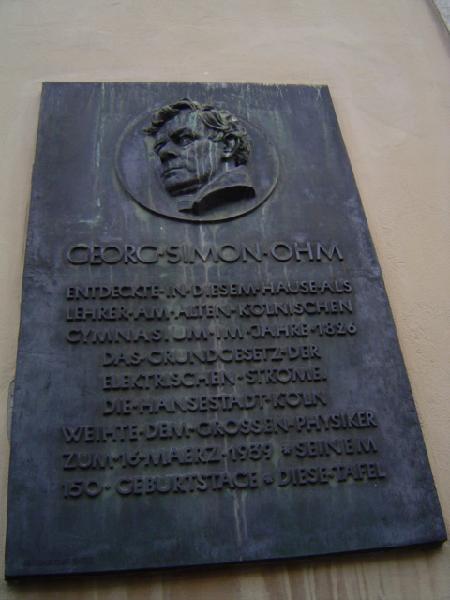 GEORG·SIMON·OHM
ENTDECKTE·IN·DIESEM·HAUSE·ALS
LEHRER·AM·ALTEN·KÖLNISCHEN
GYMNASIUM·IM·JAHRE·1826
DAS·GRUNDGESETZ·DER
ELEKTRISCHEN·STRÖME·
DIE·HANSESTADT·KÖLN
WEIHTE·DEM·GROSSEN·PHYSIKER
ZUM·16·MAERZ·1939 * SEINEM
150·GEBURTSTAGE * DIESE·TAFEL